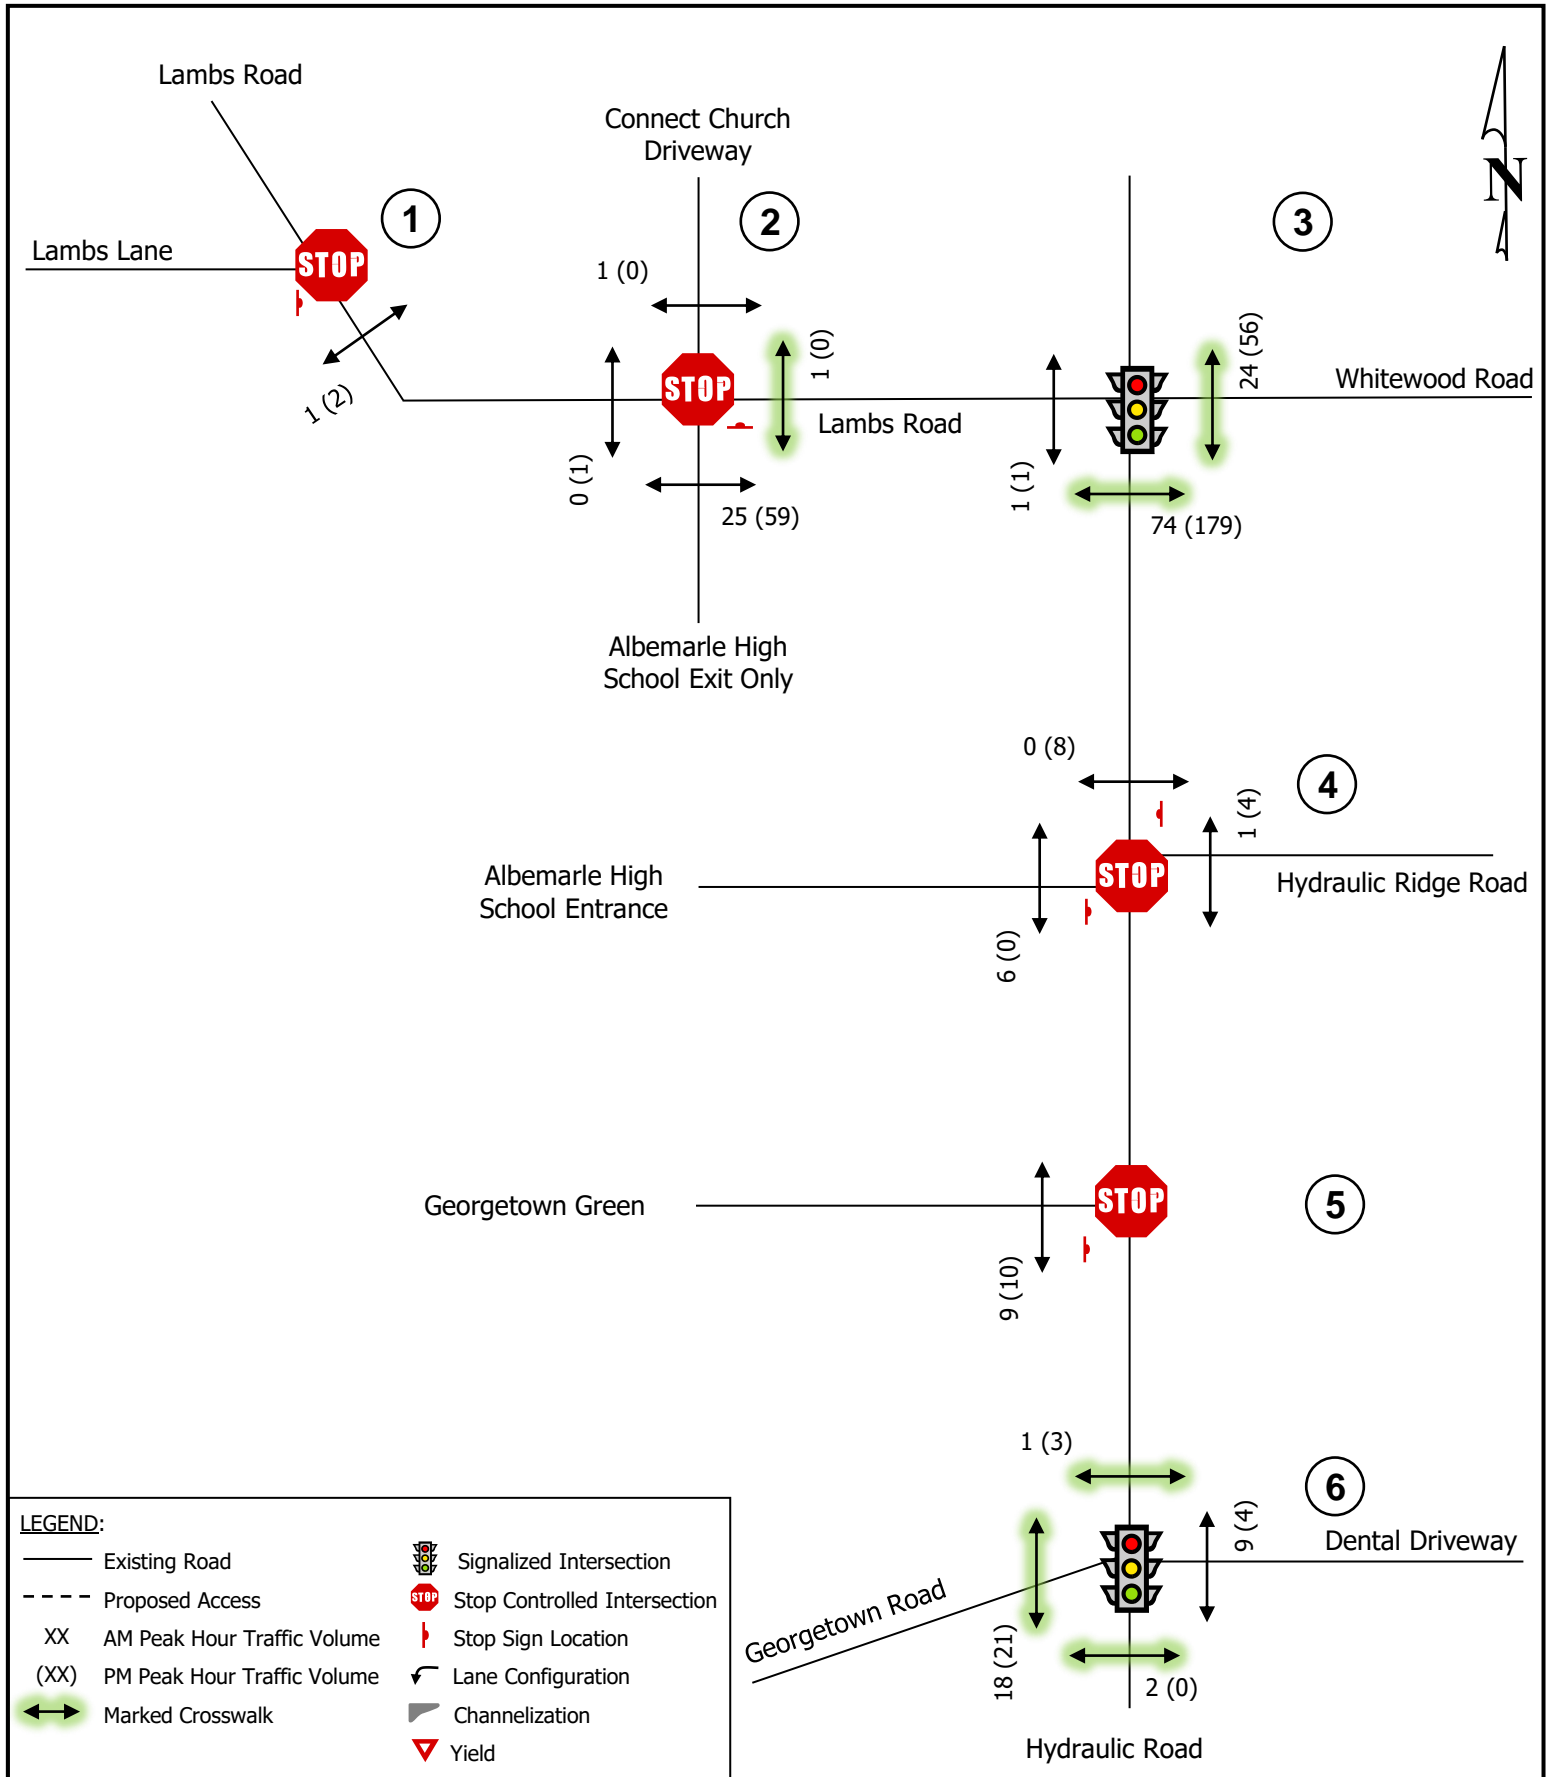 Lambs Road
Connect Church
Driveway
N
1
2
3
Lambs Lane
STOP
1 (0)
1 (0)
24 (56)
Whitewood Road
STOP
Lambs Road
1 (2)
0 (1)
25 (59)
1 (1)
74 (179)
Albemarle High
School Exit Only
0 (8)
4
1 (4)
Albemarle High
School Entrance
STOP
Hydraulic Ridge Road
6 (0)
Georgetown Green
STOP
5
9 (10)
1 (3)
6
9 (4)
Dental Driveway
Georgetown Road
18 (21)
2 (0)
Hydraulic Road
LEGEND:
Existing Road
Proposed Access
XX AM Peak Hour Traffic Volume
(XX) PM Peak Hour Traffic Volume
Marked Crosswalk
Signalized Intersection
STOP Stop Controlled Intersection
Stop Sign Location
Lane Configuration
Channelization
Yield